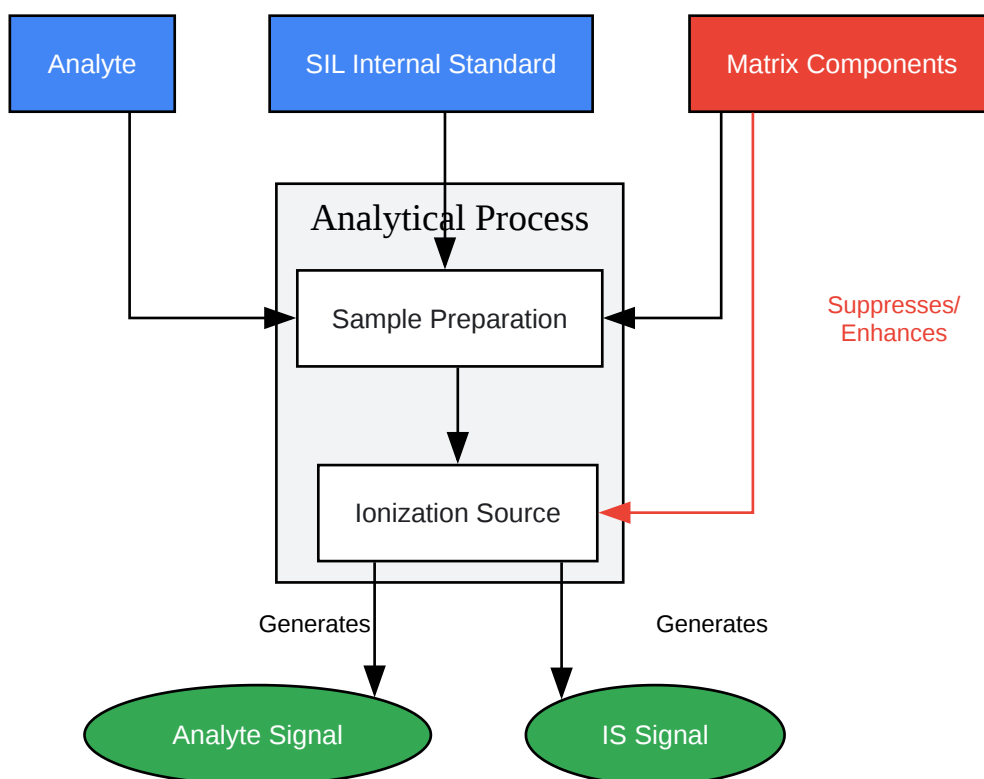 Analyte
SIL Internal Standard
Matrix Components
Analytical Process
Sample Preparation
Suppresses/
Enhances
Ionization Source
Generates
Generates
Analyte Signal
IS Signal